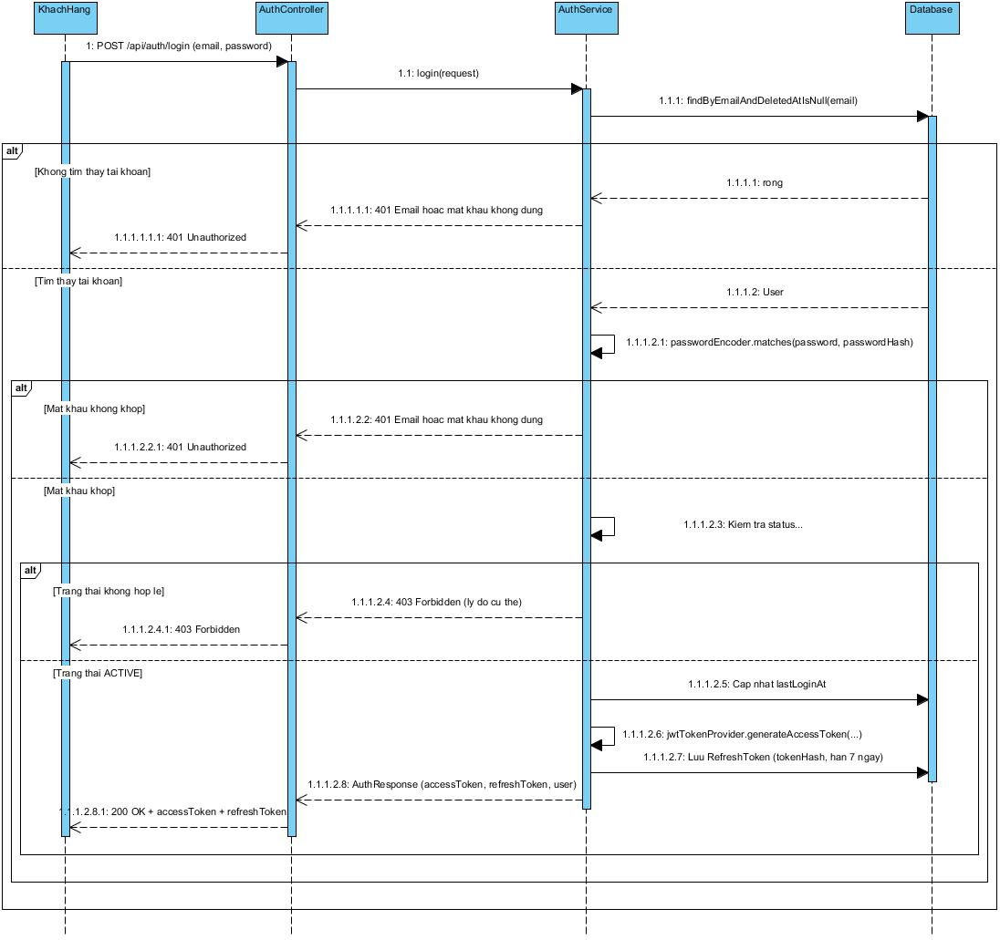 KhachHang
AuthController
AuthService
Database
1: POST /api/auth/login (email, password)
1.1: login(request)
1.1.1: findByEmailAndDeletedAtIsNull(email)
alt
[Khong tim thay tai khoan]
1.1.1.1: rong
1.1.1.1.1: 401 Email hoac mat khau khong dung
1.1.1.1.1.1: 401 Unauthorized
[Tim thay tai khoan]
1.1.1.2: User
1.1.1.2.1: passwordEncoder.matches(password, passwordHash)
alt
[Mat khau khong khop]
1.1.1.2.2: 401 Email hoac mat khau khong dung
1.1.1.2.2.1: 401 Unauthorized
[Mat khau khop]
1.1.1.2.3: Kiem tra status...
alt
[Trang thai khong hop le]
1.1.1.2.4: 403 Forbidden (ly do cu the)
1.1.1.2.4.1: 403 Forbidden
[Trang thai ACTIVE]
1.1.1.2.5: Cap nhat lastLoginAt
1.1.1.2.6: jwtTokenProvider.generateAccessToken(...)
1.1.1.2.7: Luu RefreshToken (tokenHash, han 7 ngay)
1.1.1.2.8: AuthResponse (accessToken, refreshToken, user)
1.1.1.2.8.1: 200 OK + accessToken + refreshToken